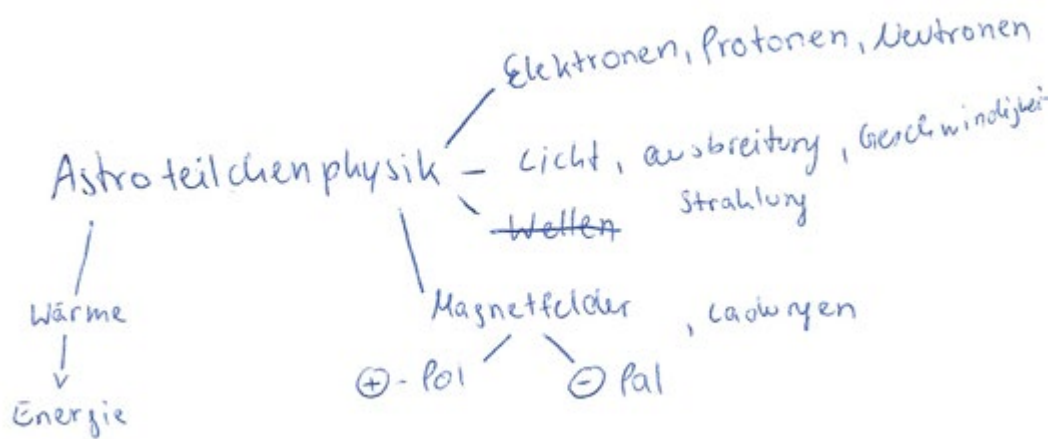 Elektronen, Protonen, Neutronen
Licht, ausbreitung, Geschwindigkeit
Astroteilchenphysik
Strahlung
Wellen
Wärme
Magnetfelder, Ladungen
⊕-Pol ⊖ Pol
Energie